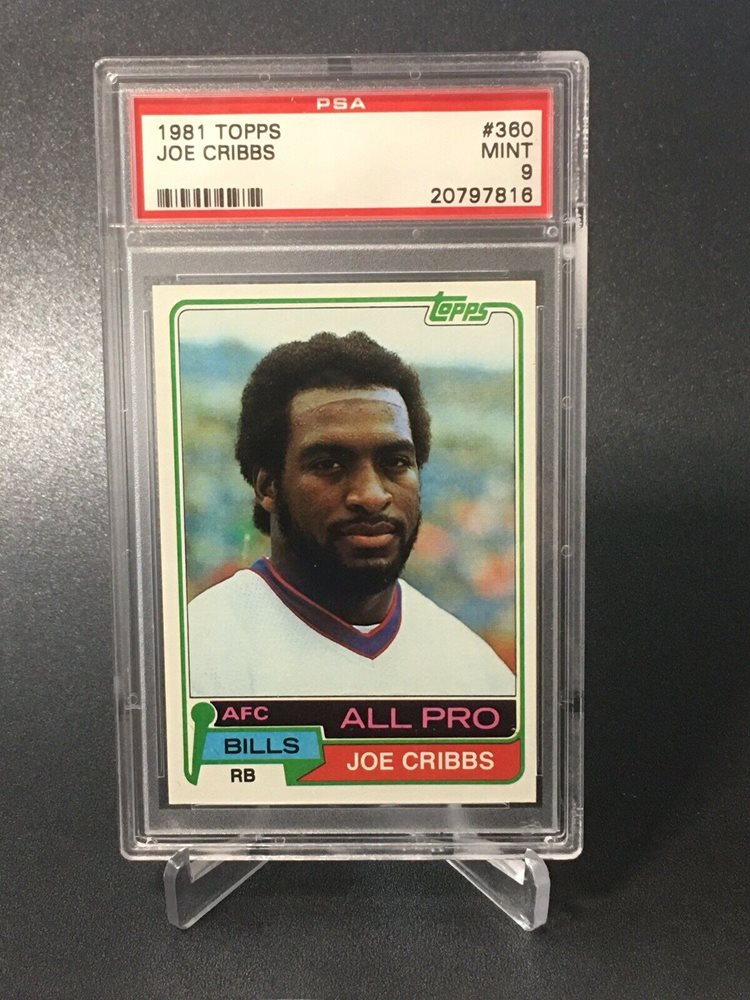 PSA
1981 TOPPS #360
JOE CRIBBS MINT
9
20797816
topps
AFC ALL PRO
BILLS
JOE CRIBBS
RB